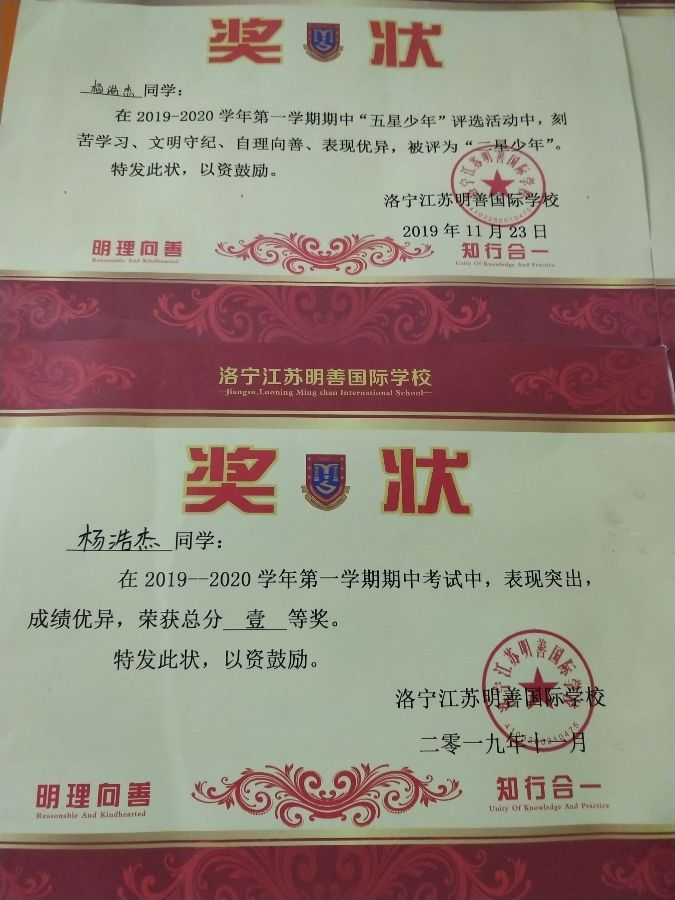 奖 状
杨浩杰同学：
在 2019-2020 学年第一学期期中“五星少年”评选活动中，刻
苦学习、文明守纪、自理向善、表现优异，被评为“二星少年”。
特发此状，以资鼓励。
洛宁江苏明善国际学校
2019 年 11 月 23 日
明理向善
Reasonable And Kindhearted
知行合一
Unity Of Knowledge And Practice
洛宁江苏明善国际学校
Jiangsu,Luoning Ming shan International School
奖 状
杨浩杰 同学：
在 2019--2020 学年第一学期期中考试中，表现突出，
成绩优异，荣获总分 壹 等奖。
特发此状，以资鼓励。
洛宁江苏明善国际学校
二零一九年十一月
明理向善
Reasonable And Kindhearted
知行合一
Unity Of Knowledge And Practice